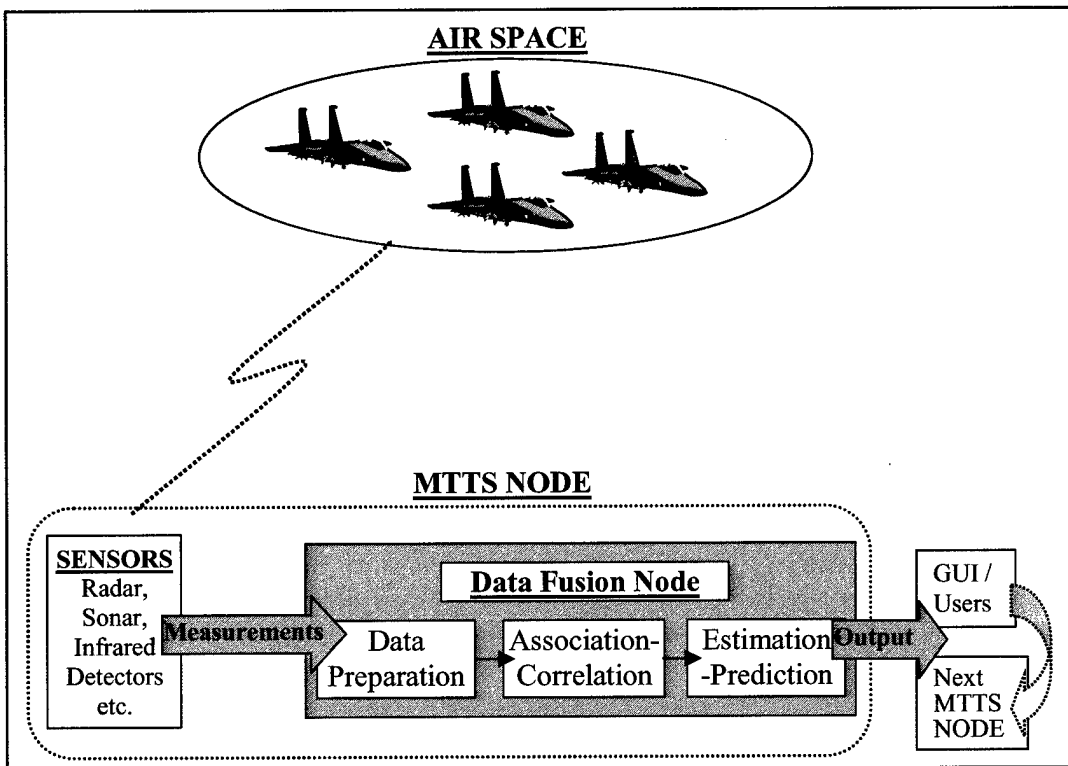 AIR SPACE
MTTS NODE
SENSORS
Radar,
Sonar,
Infrared
Detectors
etc.
Measurements
Data Fusion Node
Data
Preparation
Association-
Correlation
Estimation
-Prediction
Output
GUI /
Users
Next
MTTS
NODE